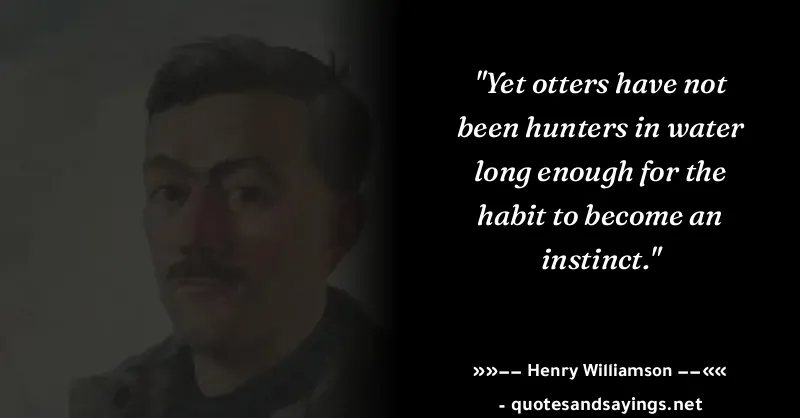 "Yet otters have not
been hunters in water
long enough for the
habit to become an
instinct."
»»–– Henry Williamson ––««
- quotesandsayings.net